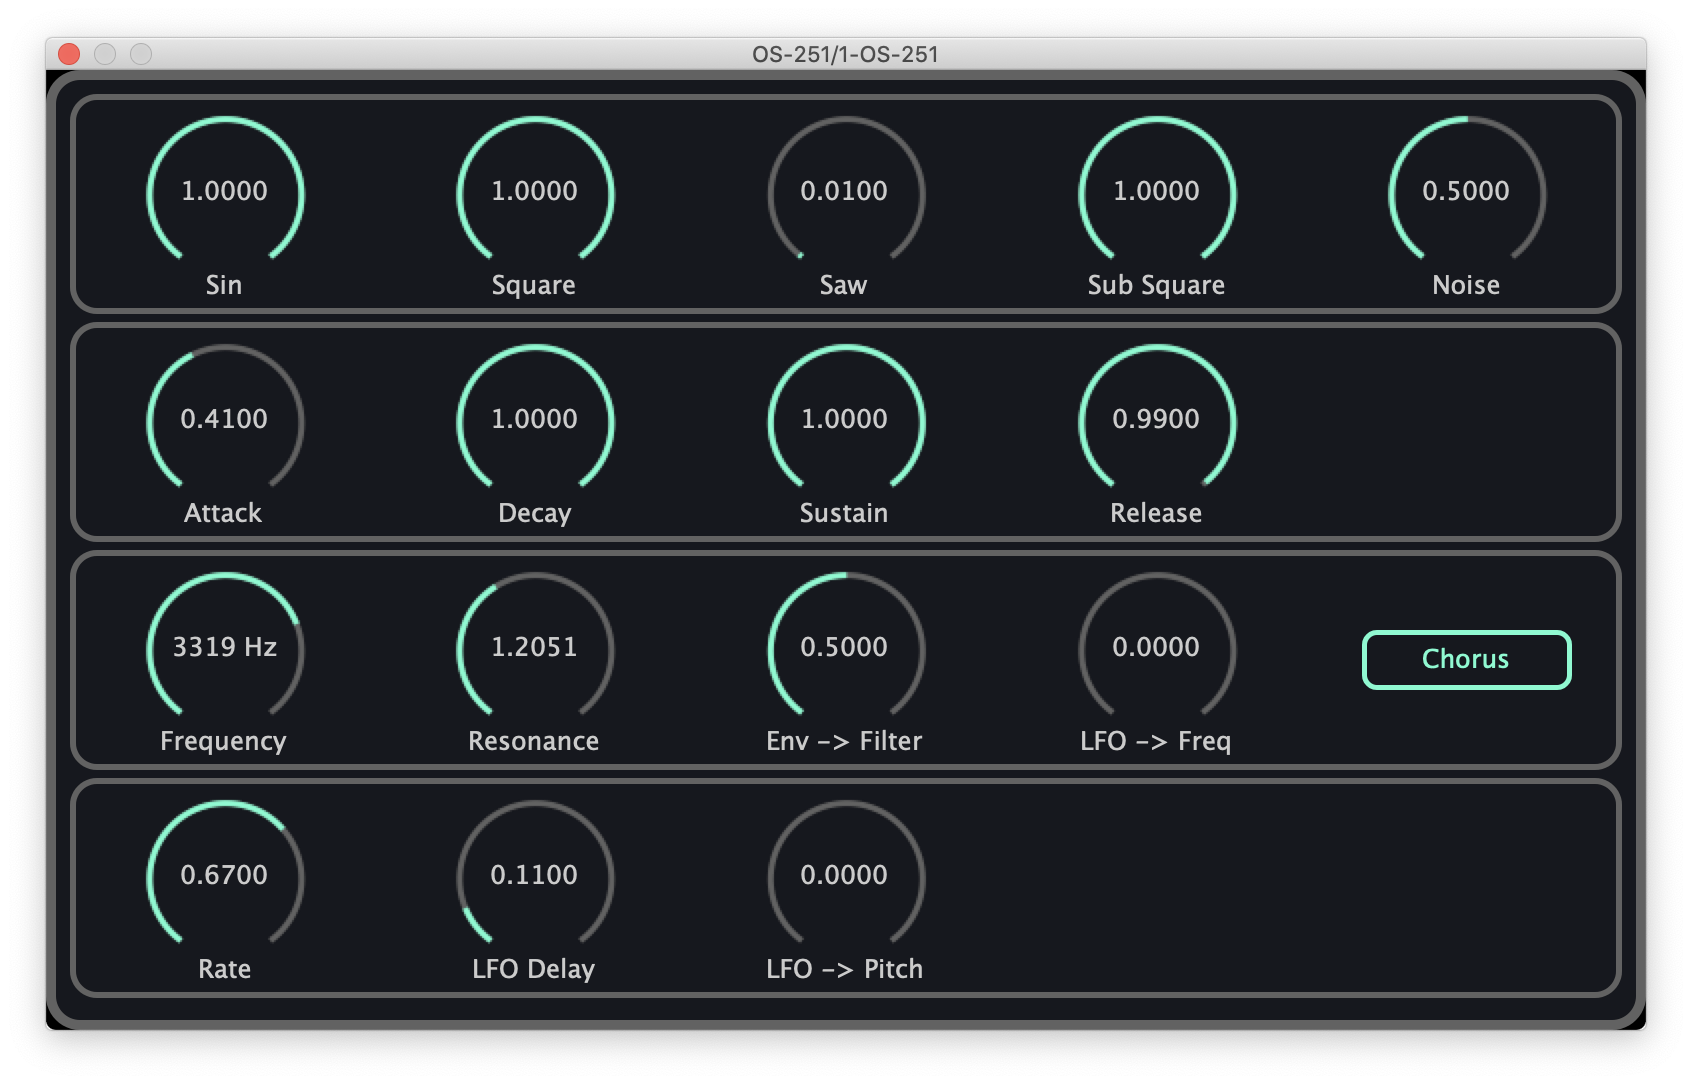 OS-251/1-OS-251
1.0000 1.0000 0.0100 1.0000 0.5000
Sin Square Saw Sub Square Noise
0.4100 1.0000 1.0000 0.9900
Attack Decay Sustain Release
3319 Hz 1.2051 0.5000 0.0000 Chorus
Frequency Resonance Env -> Filter LFO -> Freq
0.6700 0.1100 0.0000
Rate LFO Delay LFO -> Pitch